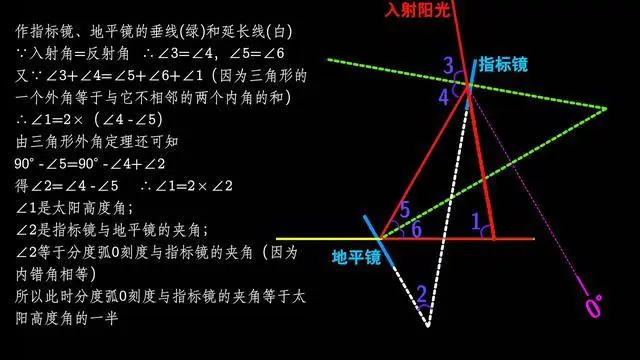 作指标镜、地平镜的垂线(绿)和延长线(白)
∵入射角=反射角 ∴∠3=∠4，∠5=∠6
又∵∠3+∠4=∠5+∠6+∠1（因为三角形的
一个外角等于与它不相邻的两个内角的和）
∴∠1=2×（∠4 -∠5）
由三角形外角定理还可知
90° -∠5=90° -∠4+∠2
得∠2=∠4 -∠5 ∴∠1=2×∠2
∠1是太阳高度角；
∠2是指标镜与地平镜的夹角；
∠2等于分度弧0刻度与指标镜的夹角（因为
内错角相等）
所以此时分度弧0刻度与指标镜的夹角等于太
阳高度角的一半
入射阳光
指标镜
3
4
5
6
1
地平镜
2
0°